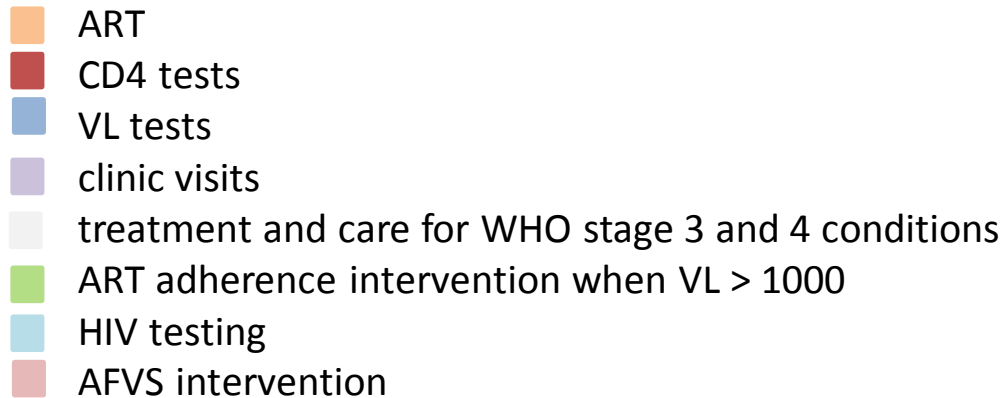 ART
CD4 tests
VL tests
clinic visits
treatment and care for WHO stage 3 and 4 conditions
ART adherence intervention when VL > 1000
HIV testing
AFVS intervention